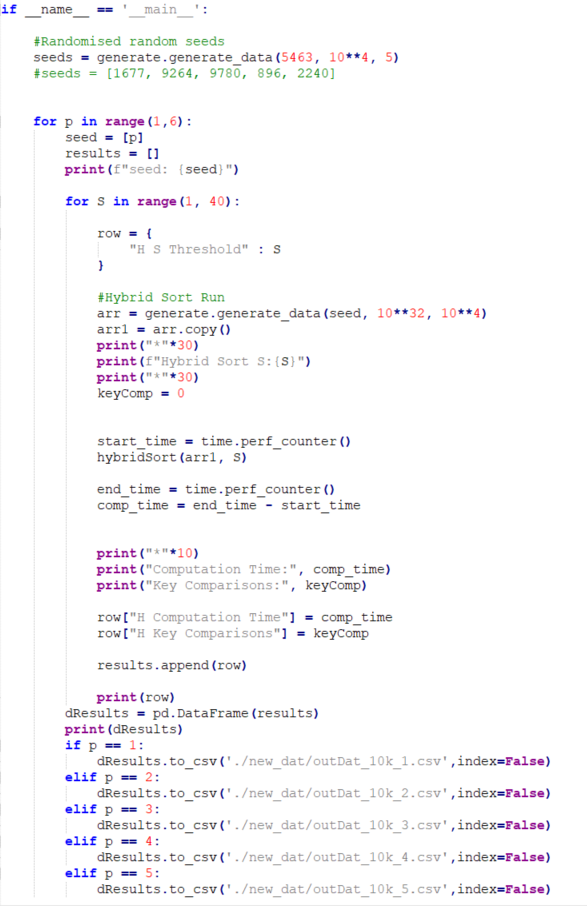 if __name__ == '__main__':
#Randomised random seeds
seeds = generate.generate_data(5463, 10**4, 5)
#seeds = [1677, 9264, 9780, 896, 2240]
for p in range(1,6):
seed = [p]
results = []
print(f"seed: {seed}")
for S in range(1, 40):
row = {
"H S Threshold" : S
}
#Hybrid Sort Run
arr = generate.generate_data(seed, 10**32, 10**4)
arr1 = arr.copy()
print("*"*30)
print(f"Hybrid Sort S:{S}")
print("*"*30)
keyComp = 0
start_time = time.perf_counter()
hybridSort(arr1, S)
end_time = time.perf_counter()
comp_time = end_time - start_time
print("*"*10)
print("Computation Time:", comp_time)
print("Key Comparisons:", keyComp)
row["H Computation Time"] = comp_time
row["H Key Comparisons"] = keyComp
results.append(row)
print(row)
dResults = pd.DataFrame(results)
print(dResults)
if p == 1:
dResults.to_csv('./new_dat/outDat_10k_1.csv',index=False)
elif p == 2:
dResults.to_csv('./new_dat/outDat_10k_2.csv',index=False)
elif p == 3:
dResults.to_csv('./new_dat/outDat_10k_3.csv',index=False)
elif p == 4:
dResults.to_csv('./new_dat/outDat_10k_4.csv',index=False)
elif p == 5:
dResults.to_csv('./new_dat/outDat_10k_5.csv',index=False)